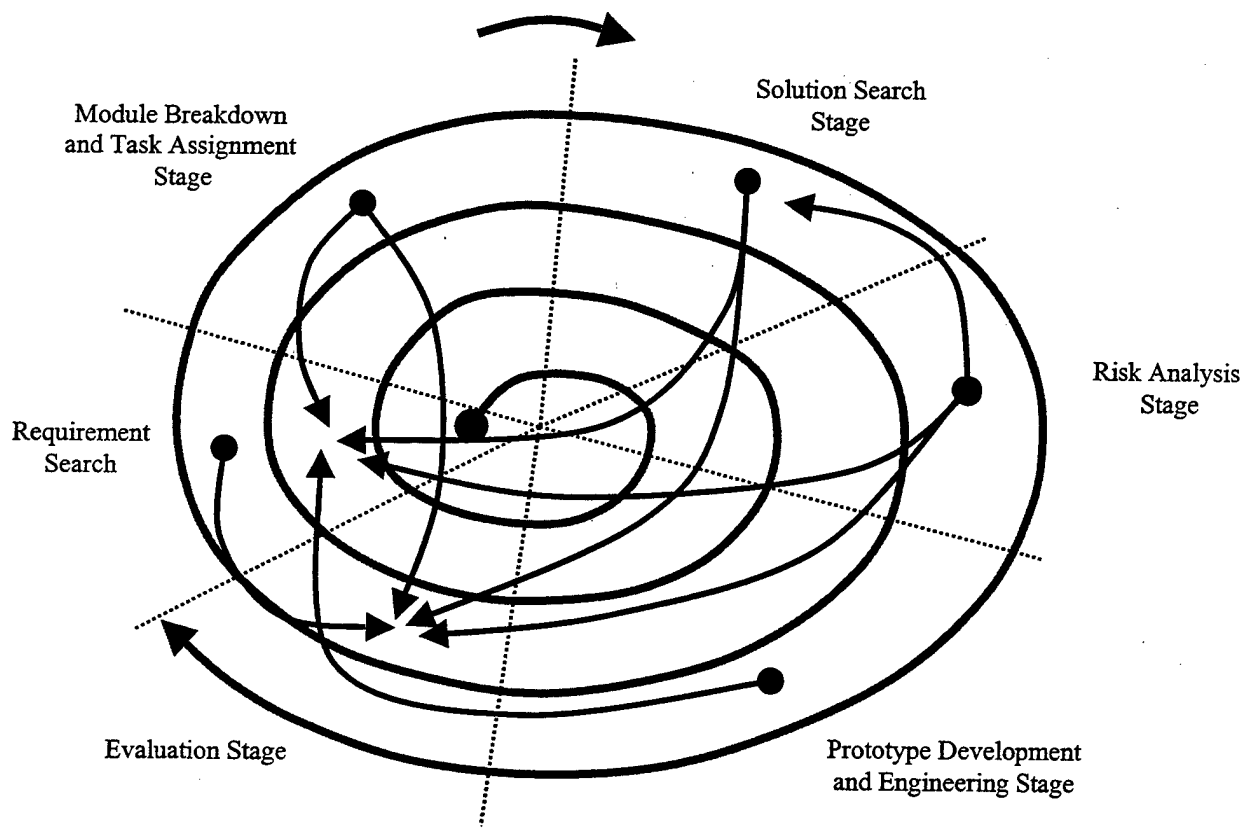 Solution Search
Stage
Module Breakdown
and Task Assignment
Stage
Risk Analysis
Stage
Requirement
Search
Evaluation Stage
Prototype Development
and Engineering Stage